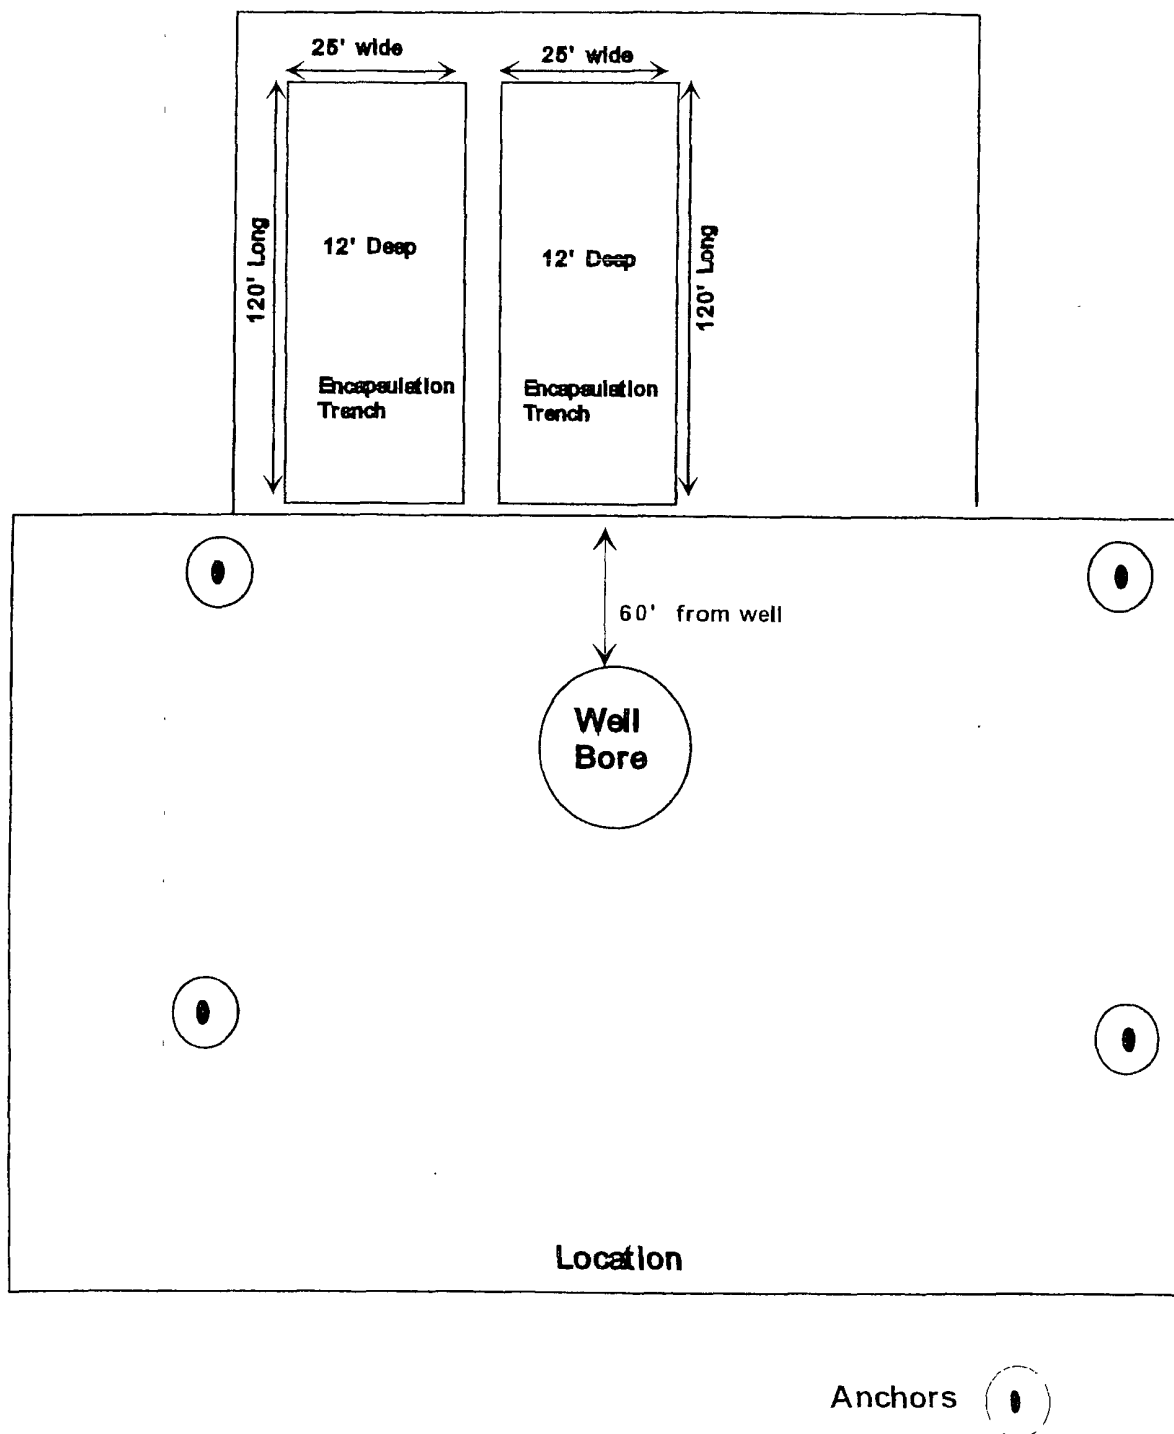 25' wide
25' wide
120' Long
12' Deep
12' Deep
120' Long
Encapsulation
Trench
Encapsulation
Trench
60' from well
Well
Bore
Location
Anchors